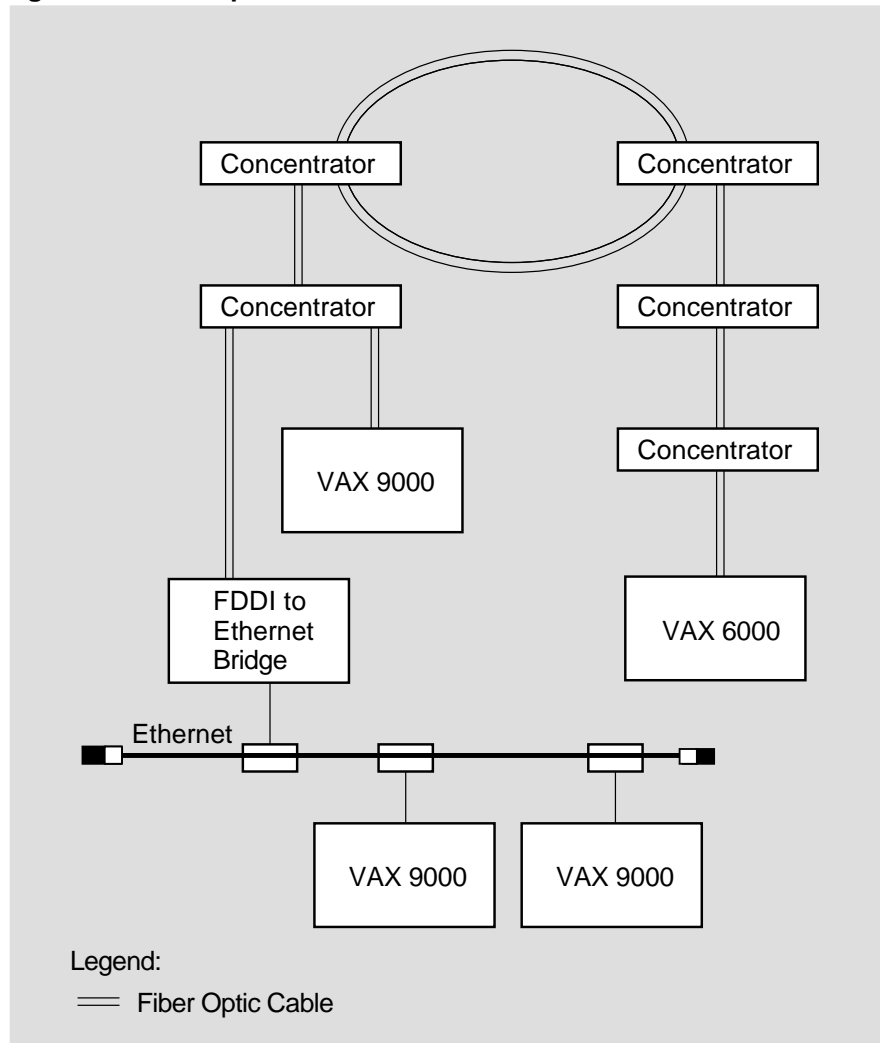 Concentrator
Concentrator
Concentrator
Concentrator
Concentrator
VAX 9000
FDDI to
Ethernet
Bridge
VAX 6000
Ethernet
VAX 9000
VAX 9000
Legend:
Fiber Optic Cable